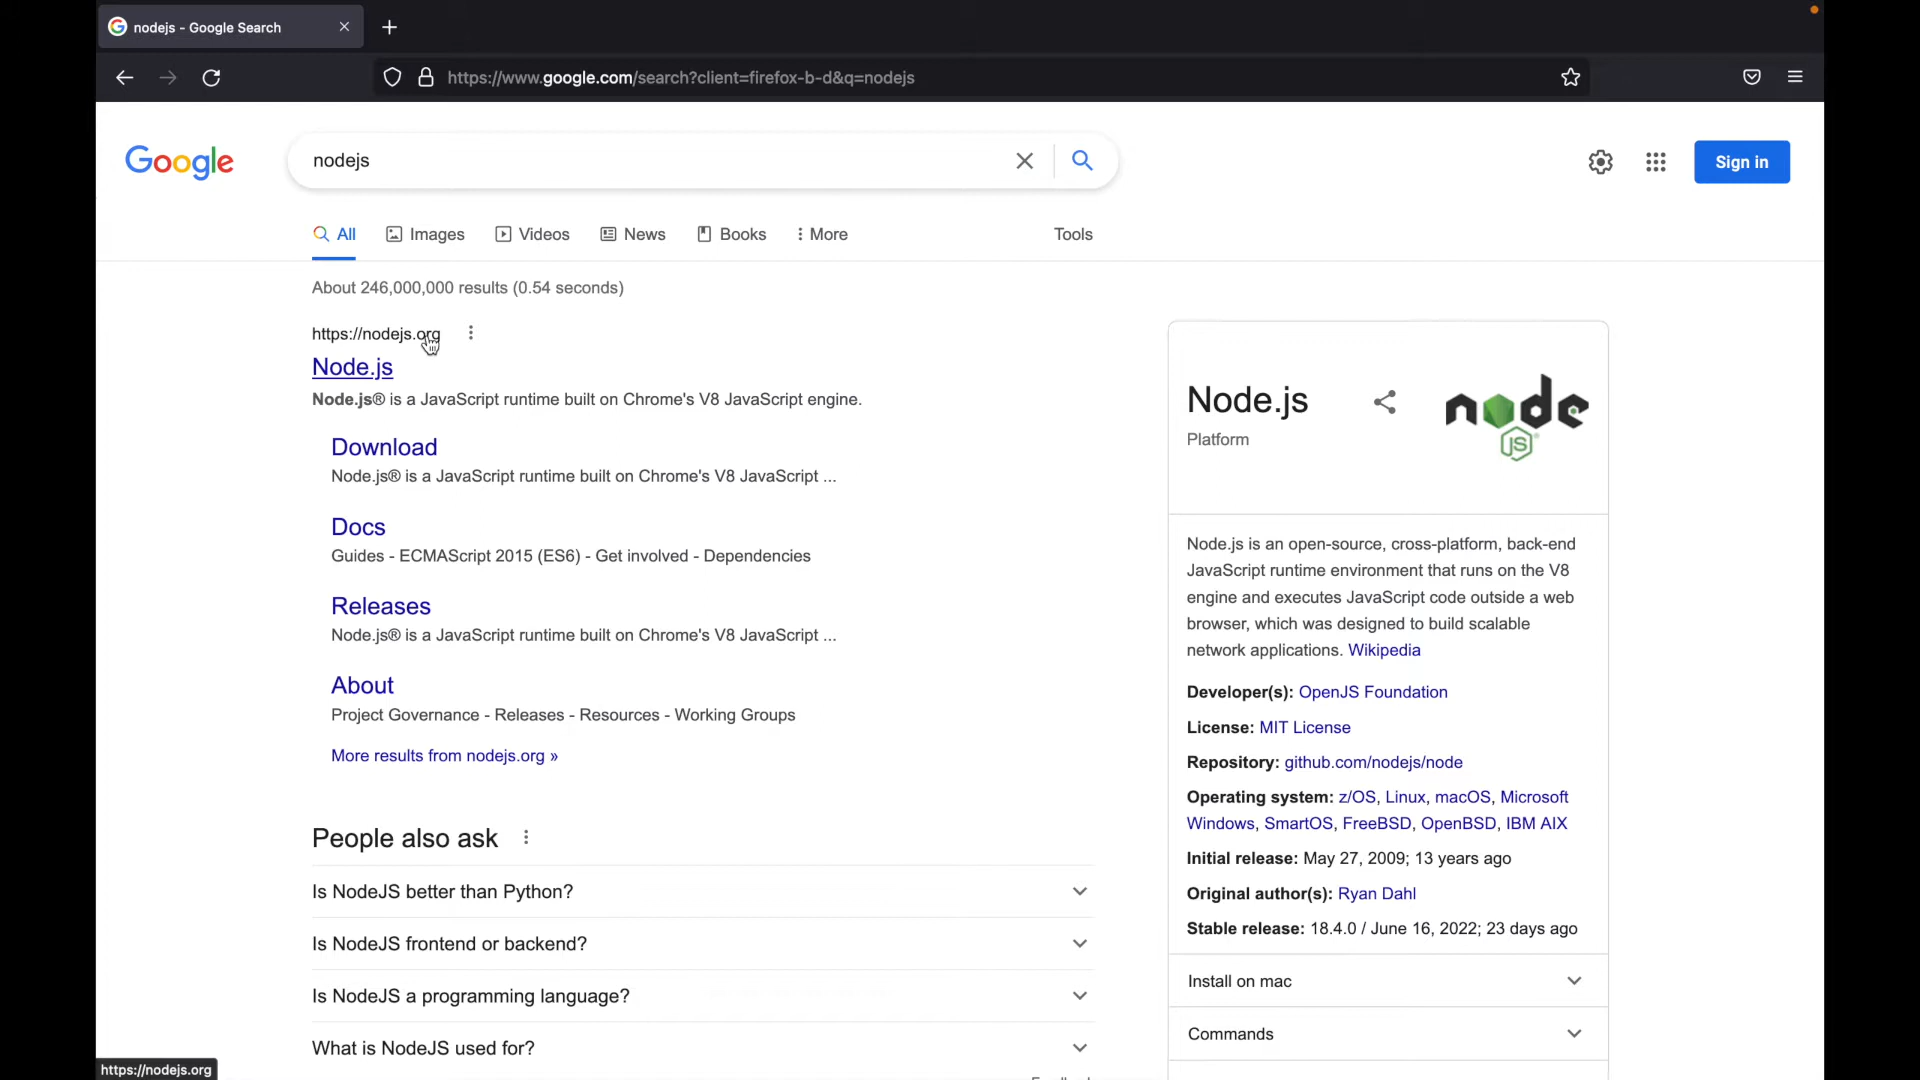 nodejs - Google Search
https://www.google.com/search?client=firefox-b-d&q=nodejs
Google
nodejs
Sign in
All
Images
Videos
News
Books
More
Tools
About 246,000,000 results (0.54 seconds)
https://nodejs.org
Node.js
Node.js® is a JavaScript runtime built on Chrome's V8 JavaScript engine.
Download
Node.js® is a JavaScript runtime built on Chrome's V8 JavaScript ...
Docs
Guides - ECMAScript 2015 (ES6) - Get involved - Dependencies
Releases
Node.js® is a JavaScript runtime built on Chrome's V8 JavaScript ...
About
Project Governance - Releases - Resources - Working Groups
More results from nodejs.org »
People also ask
Is NodeJS better than Python?
Is NodeJS frontend or backend?
Is NodeJS a programming language?
What is NodeJS used for?
Node.js
Platform
node
JS
Node.js is an open-source, cross-platform, back-end
JavaScript runtime environment that runs on the V8
engine and executes JavaScript code outside a web
browser, which was designed to build scalable
network applications. Wikipedia
Developer(s): OpenJS Foundation
License: MIT License
Repository: github.com/nodejs/node
Operating system: z/OS, Linux, macOS, Microsoft
Windows, SmartOS, FreeBSD, OpenBSD, IBM AIX
Initial release: May 27, 2009; 13 years ago
Original author(s): Ryan Dahl
Stable release: 18.4.0 / June 16, 2022; 23 days ago
Install on mac
Commands
https://nodejs.org